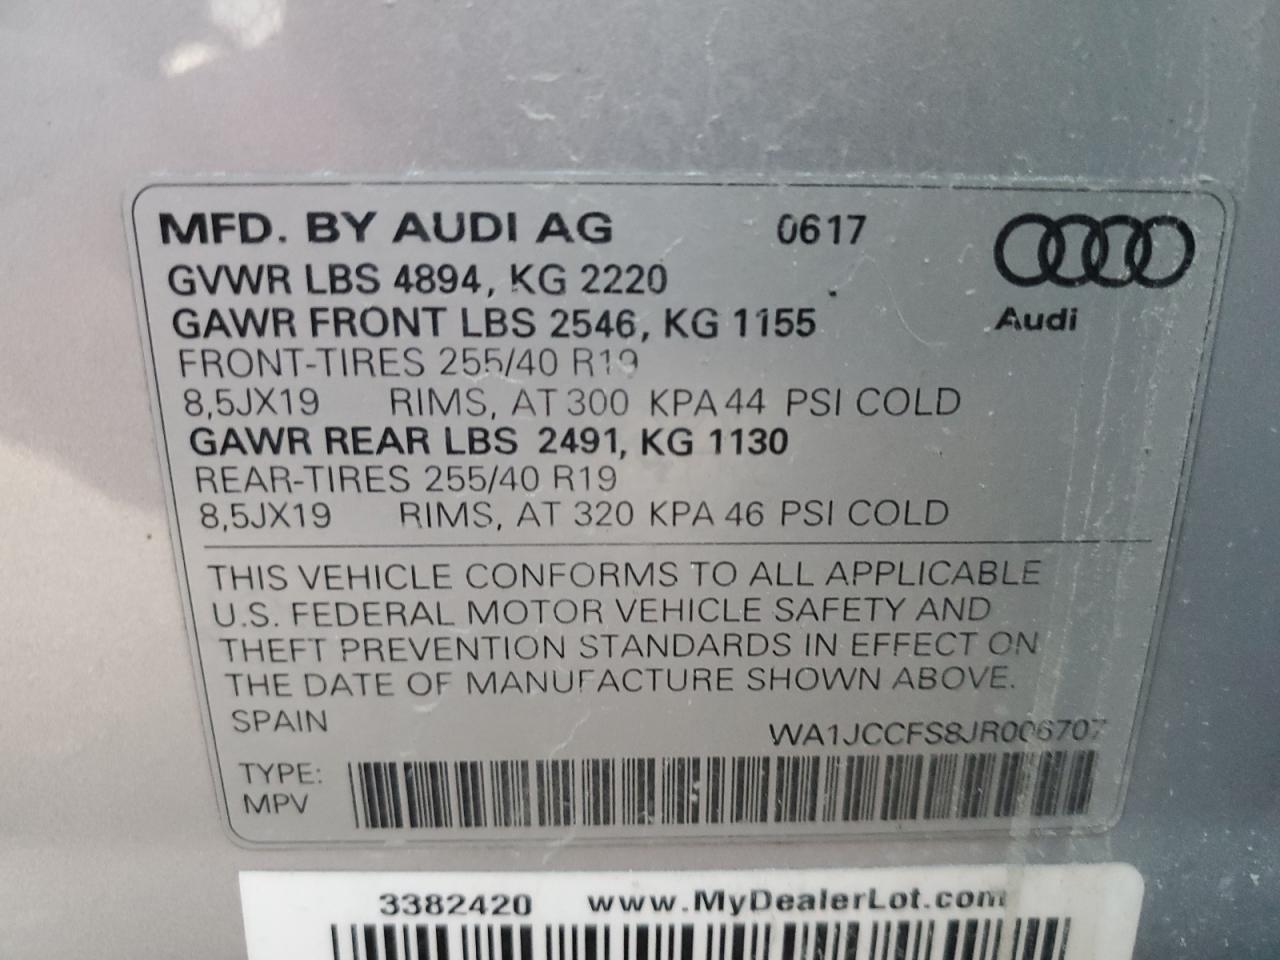 MFD. BY AUDI AG 0617
GVWR LBS 4894, KG 2220
GAWR FRONT LBS 2546, KG 1155
Audi
FRONT-TIRES 255/40 R19
8,5JX19 RIMS, AT 300 KPA 44 PSI COLD
GAWR REAR LBS 2491, KG 1130
REAR-TIRES 255/40 R19
8,5JX19 RIMS, AT 320 KPA 46 PSI COLD
THIS VEHICLE CONFORMS TO ALL APPLICABLE
U.S. FEDERAL MOTOR VEHICLE SAFETY AND
THEFT PREVENTION STANDARDS IN EFFECT ON
THE DATE OF MANUFACTURE SHOWN ABOVE.
SPAIN WA1JCCFS8JR006707
TYPE:
MPV
3382420 www.MyDealerLot.com